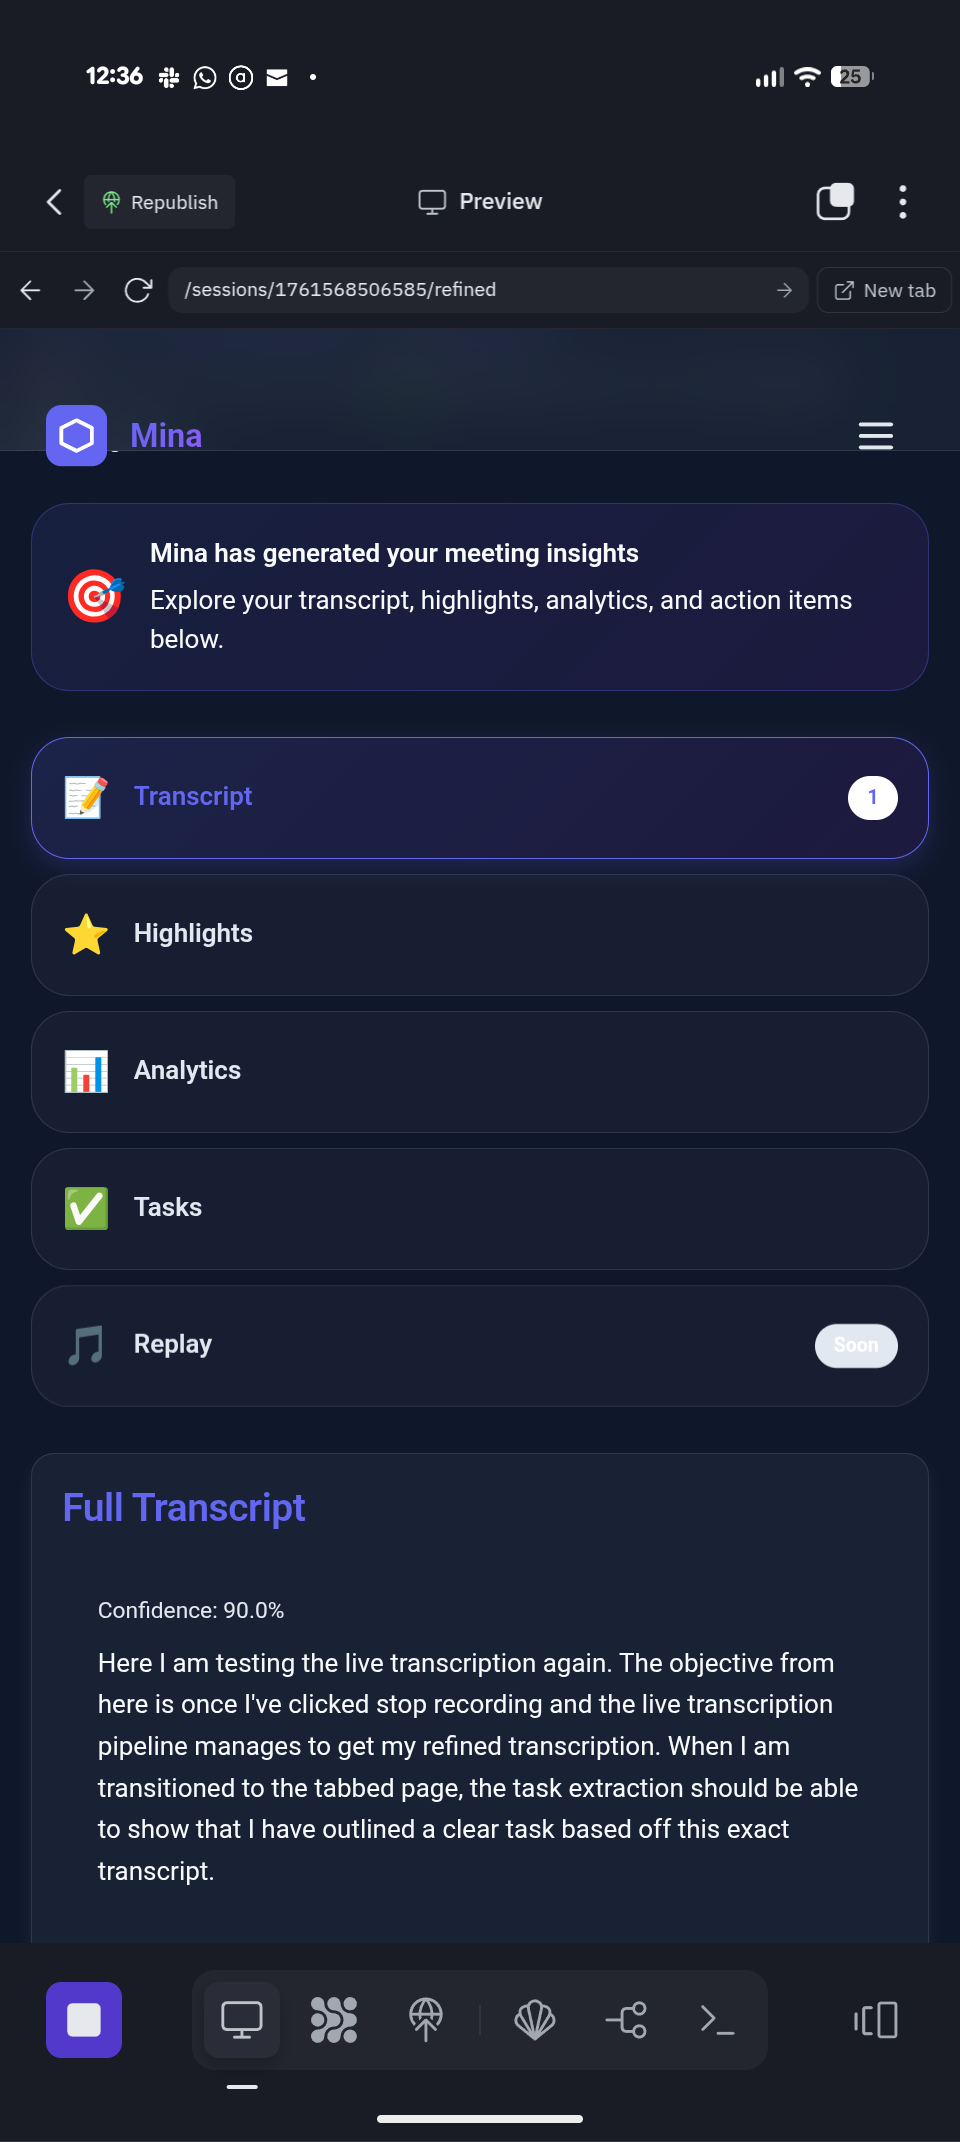 12:36
25
Republish
Preview
/sessions/1761568506585/refined
New tab
Mina
Mina has generated your meeting insights
Explore your transcript, highlights, analytics, and action items
below.
Transcript
1
Highlights
Analytics
Tasks
Replay
Soon
Full Transcript
Confidence: 90.0%
Here I am testing the live transcription again. The objective from
here is once I've clicked stop recording and the live transcription
pipeline manages to get my refined transcription. When I am
transitioned to the tabbed page, the task extraction should be able
to show that I have outlined a clear task based off this exact
transcript.